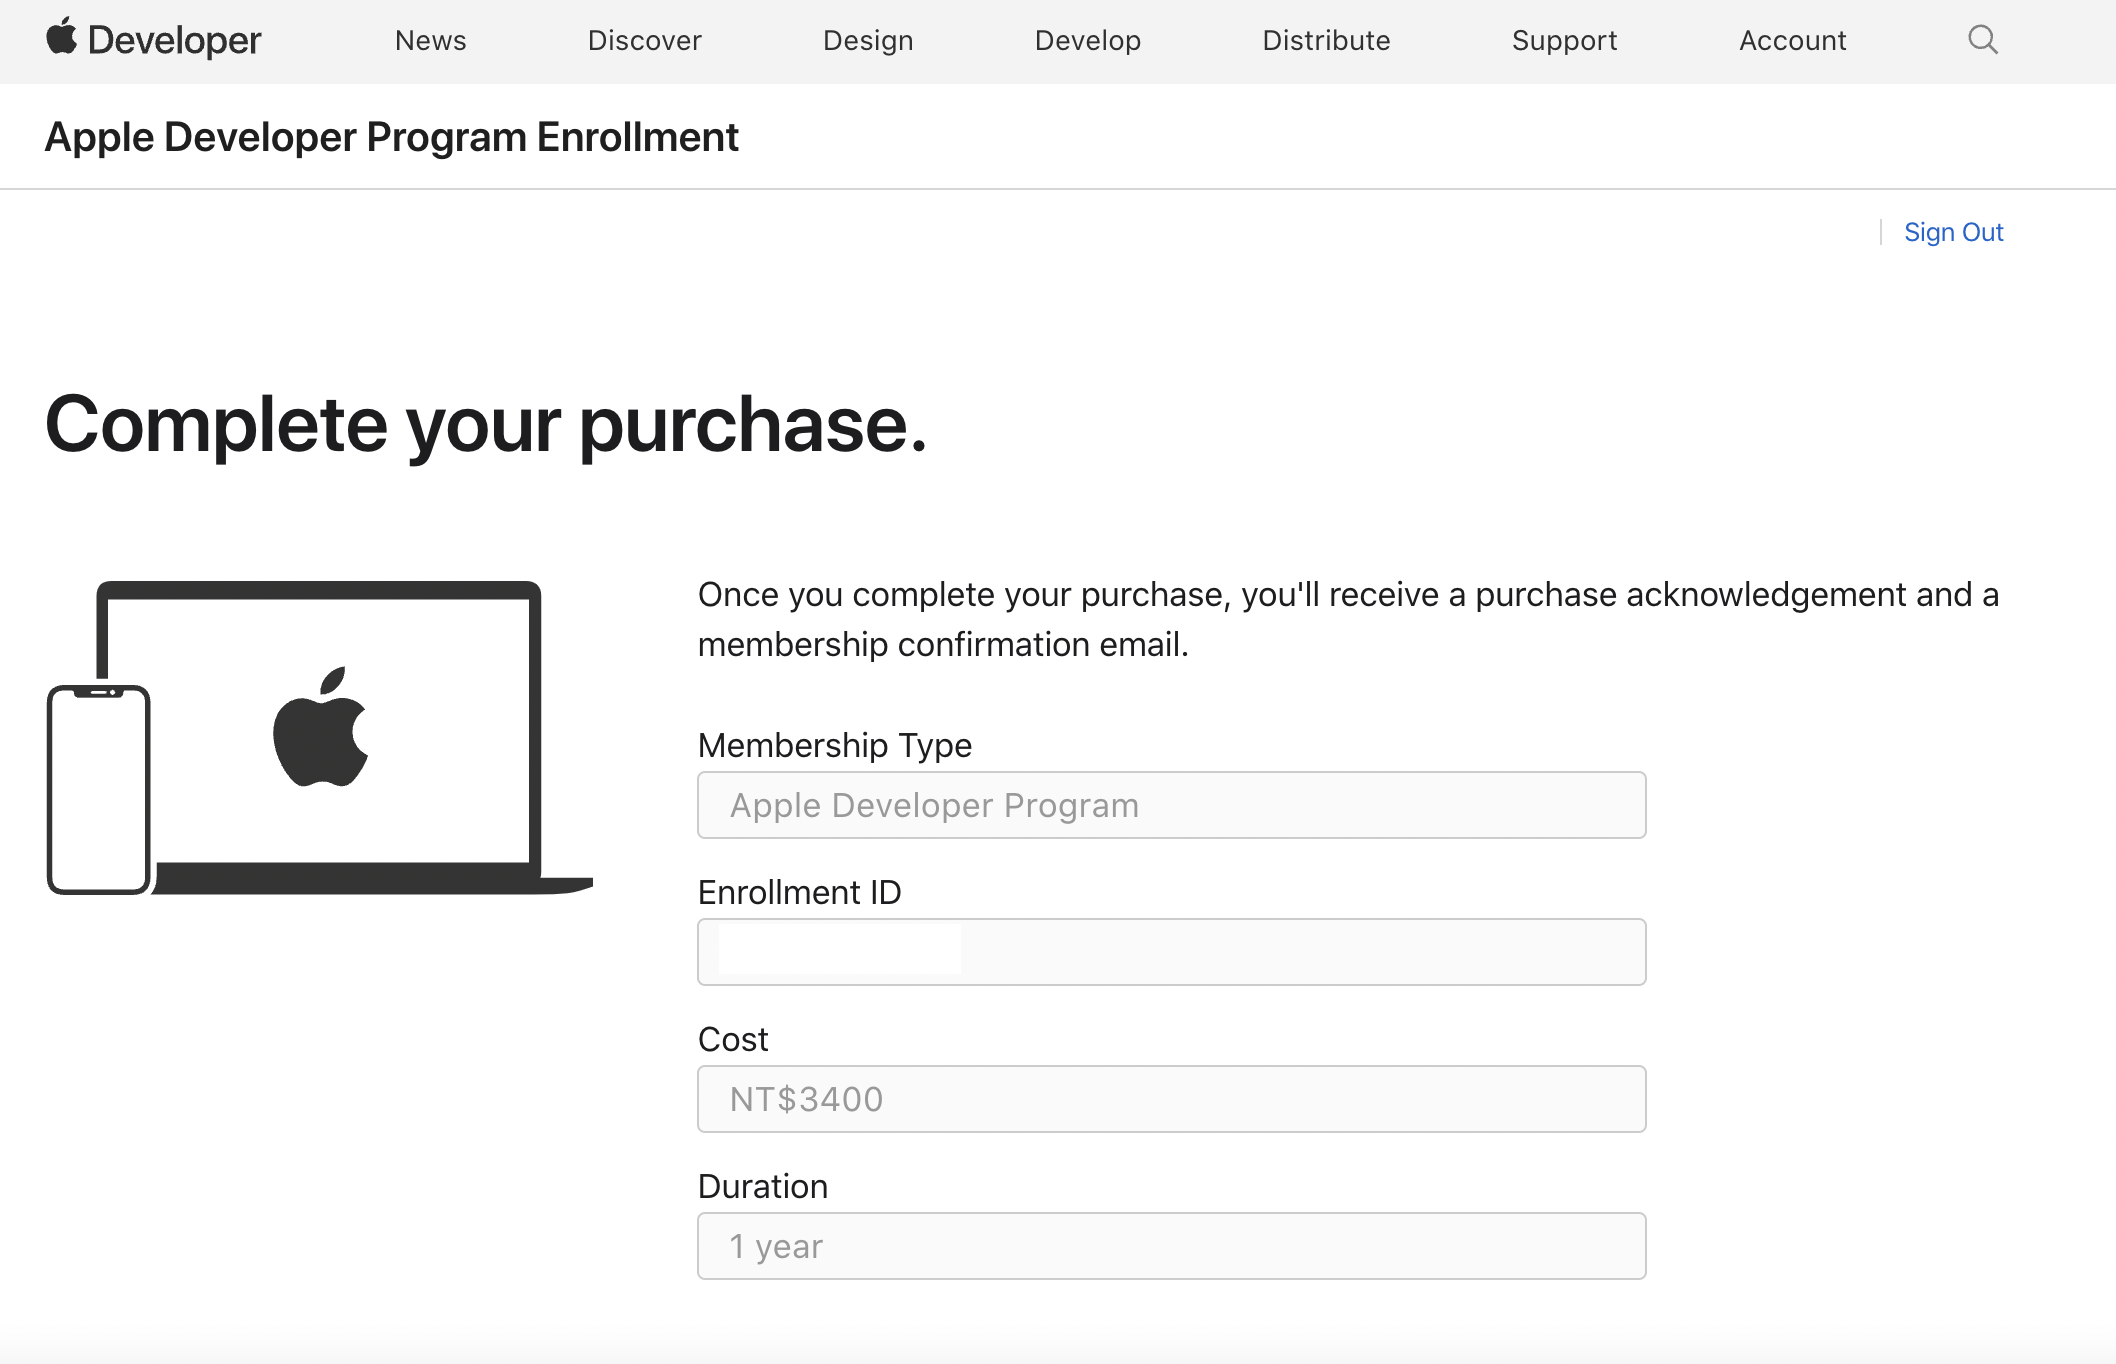 Developer
News
Discover
Design
Develop
Distribute
Support
Account
Apple Developer Program Enrollment
Sign Out
Complete your purchase.
Once you complete your purchase, you'll receive a purchase acknowledgement and a
membership confirmation email.
Membership Type
Apple Developer Program
Enrollment ID
Cost
NT$3400
Duration
1 year